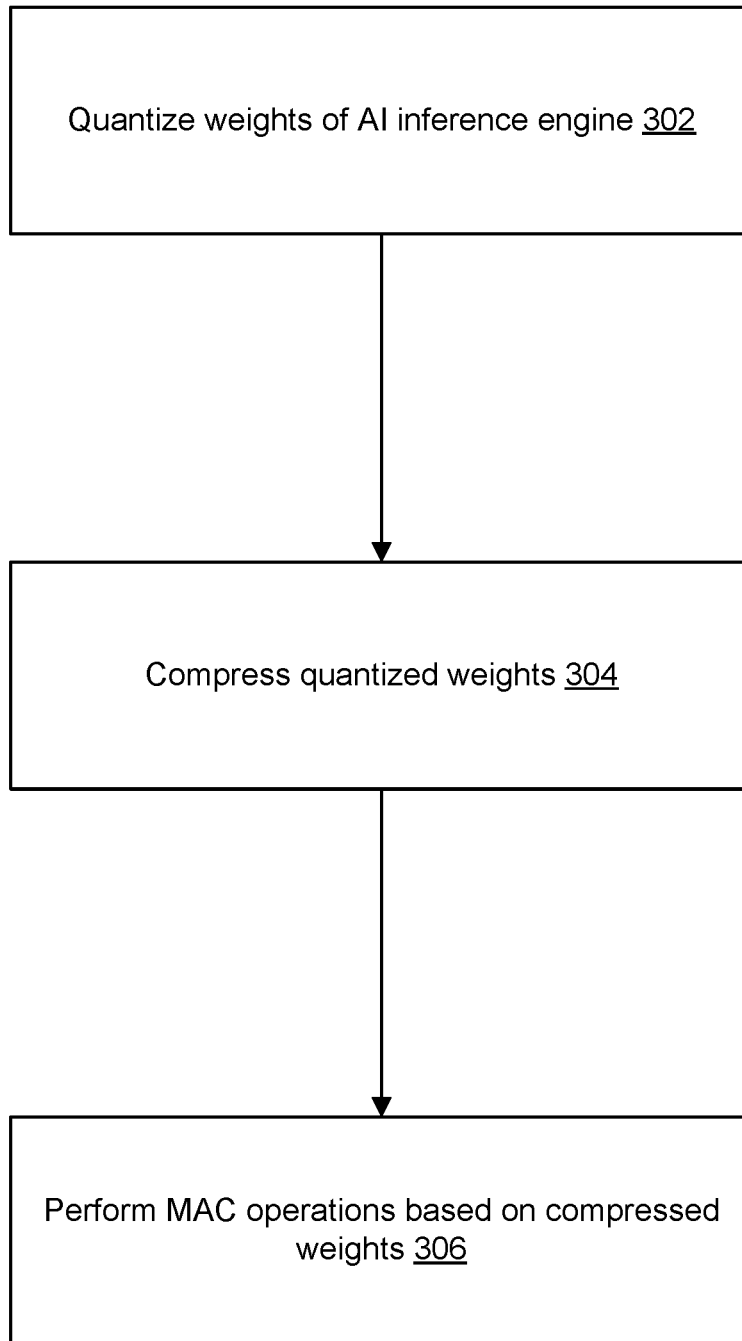 Quantize weights of AI inference engine 302
Compress quantized weights 304
Perform MAC operations based on compressed
weights 306